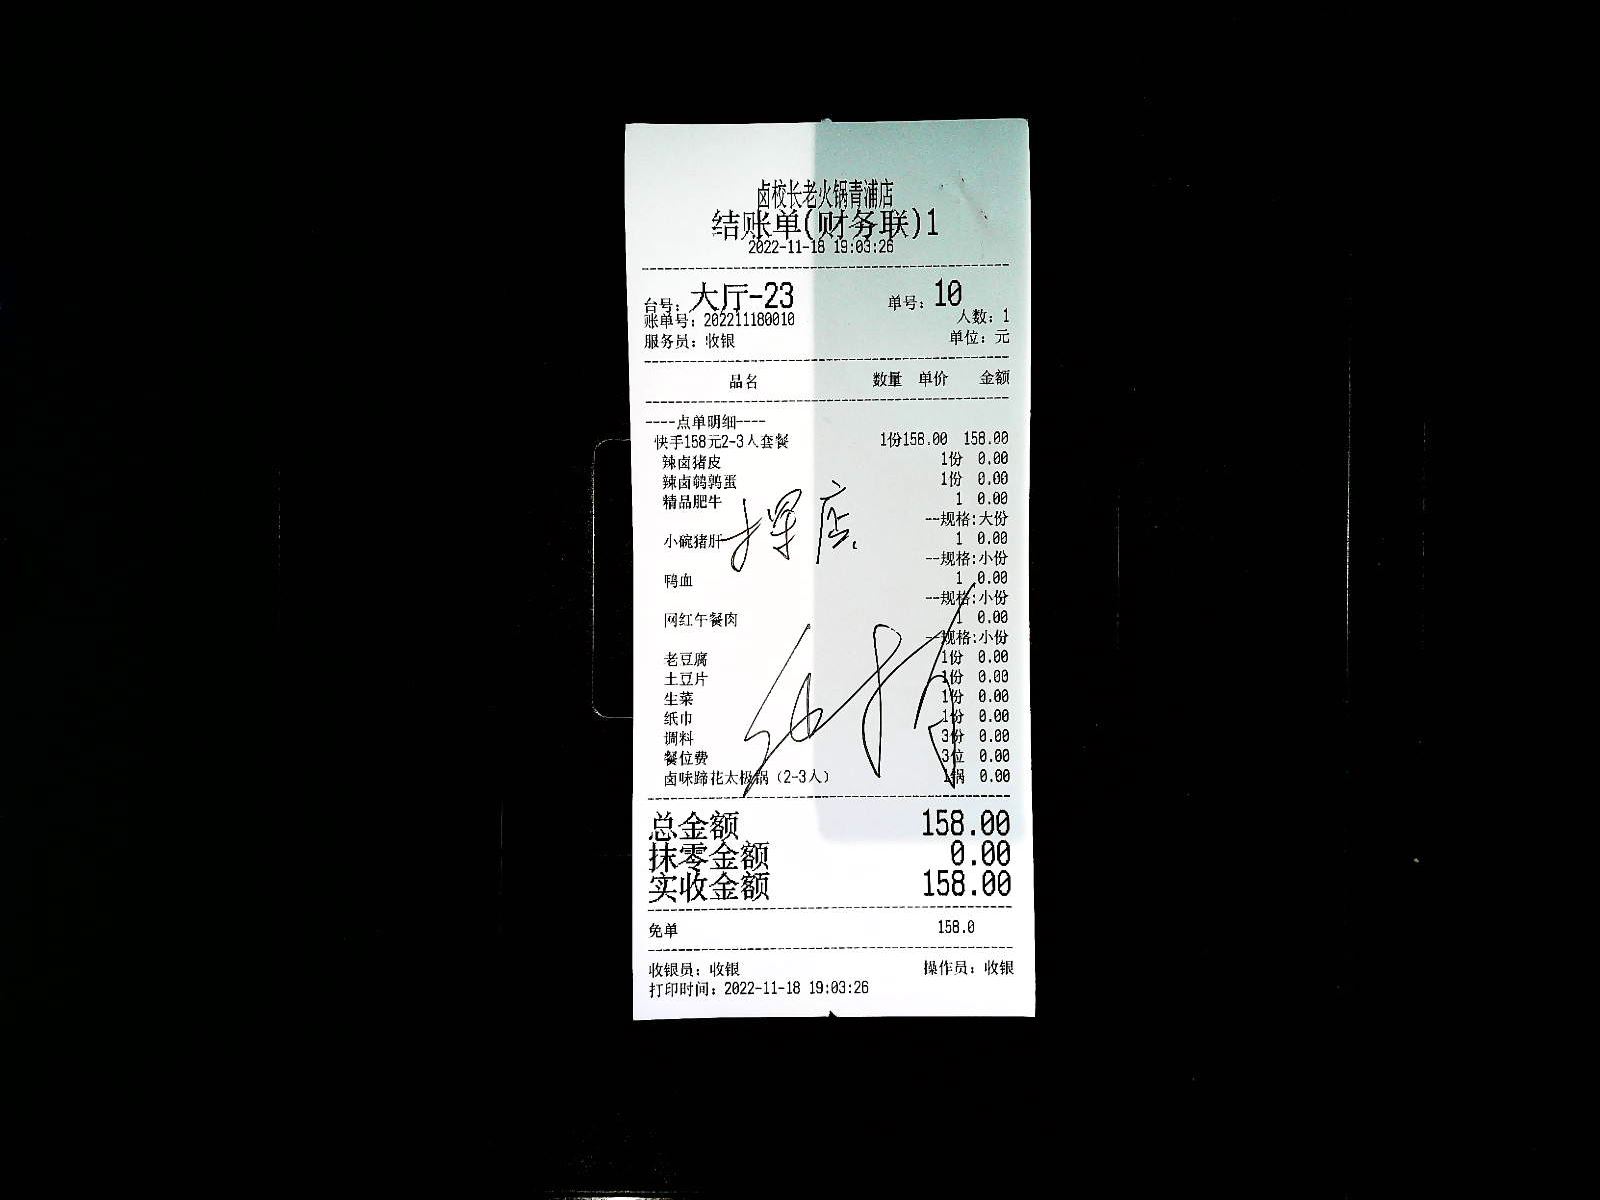 卤校长老火锅青浦店
结账单(财务联)1
2022-11-18 19:03:26
台号: 大厅-23 单号: 10
账单号: 202211180010 人数: 1
服务员: 收银 单位: 元
品名 数量 单价 金额
----点单明细----
快手158元2-3人套餐 1份158.00 158.00
辣卤猪皮 1份 0.00
辣卤鹌鹑蛋 1份 0.00
精品肥牛 1 0.00
--规格:大份
小碗猪肝 1 0.00
--规格:小份
探店
鸭血 1 0.00
--规格:小份
网红午餐肉 1 0.00
--规格:小份
老豆腐 1份 0.00
土豆片 1份 0.00
生菜 1份 0.00
纸巾 1份 0.00
调料 3份 0.00
餐位费 3位 0.00
卤味蹄花太极锅（2-3人） 1锅 0.00
总金额 158.00
抹零金额 0.00
实收金额 158.00
免单 158.0
收银员: 收银 操作员: 收银
打印时间: 2022-11-18 19:03:26